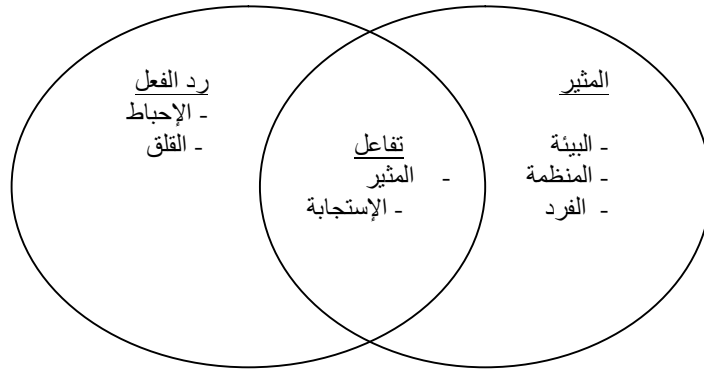 المثير
- البيئة
- المنظمة
- الفرد
تفاعل
- المثير
- الإستجابة
رد الفعل
- الإحباط
- القلق